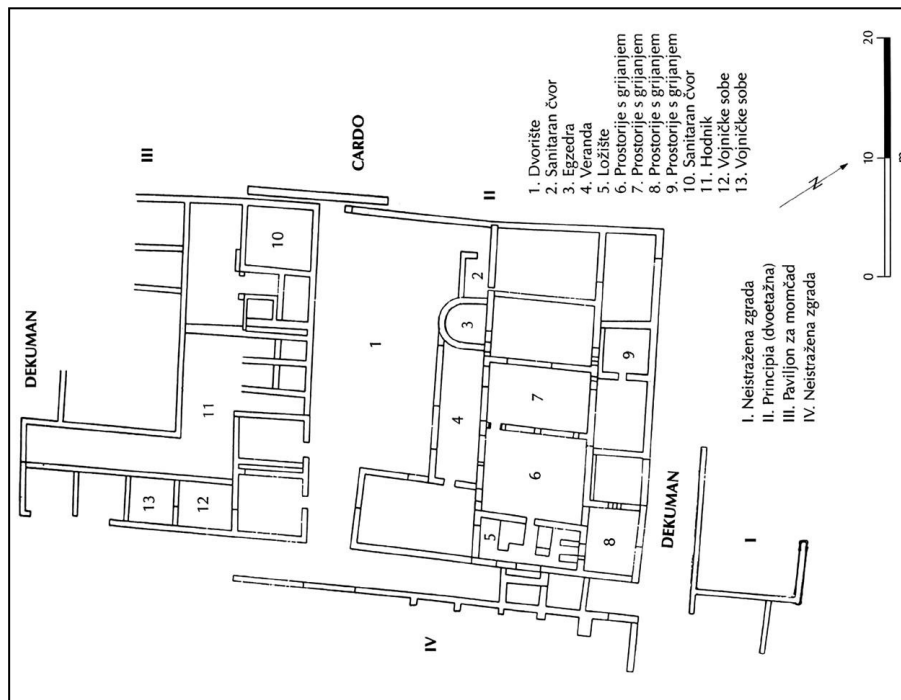 III
DEKUMAN
CARDO
10
II
2
3
1
11
4
7
9
13
12
6
5
8
DEKUMAN
I
IV
1. Dvorište
2. Sanitaran čvor
3. Egzedra
4. Veranda
5. Ložište
6. Prostorije s grijanjem
7. Prostorije s grijanjem
8. Prostorije s grijanjem
9. Prostorije s grijanjem
10. Sanitaran čvor
11. Hodnik
12. Vojničke sobe
13. Vojničke sobe
I. Neistražena zgrada
II. Principia (dvoetažna)
III. Paviljon za momčad
IV. Neistražena zgrada
N
0 10 20
m